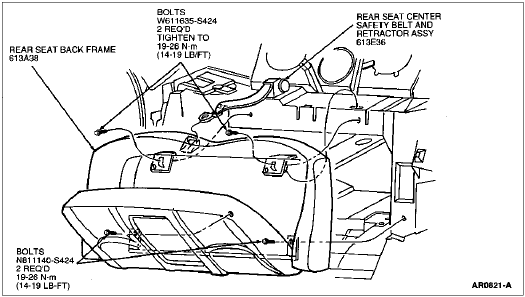 BOLTS
W611635-S424
2 REQ'D
TIGHTEN TO
19-26 N·m
(14-19 LB/FT)
REAR SEAT CENTER
SAFETY BELT AND
RETRACTOR ASSY
613E36
REAR SEAT BACK FRAME
613A38
BOLTS
N811140-S424
2 REQ'D
19-26 N·m
(14-19 LB-FT)
AR0821-A